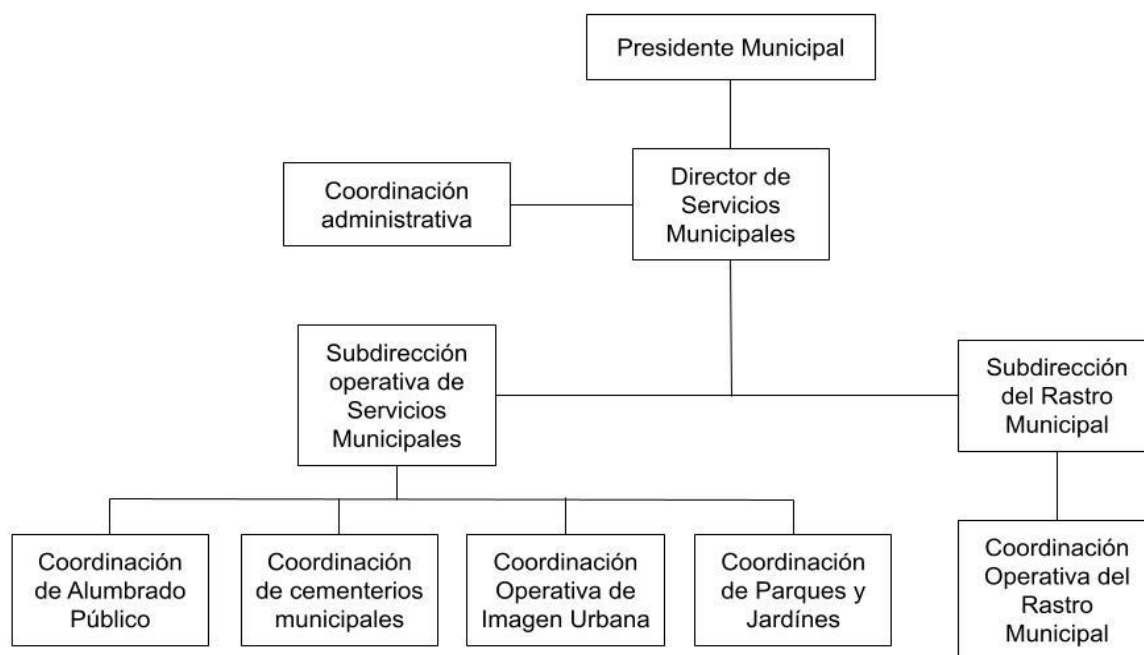 Presidente Municipal
Coordinación
administrativa
Director de
Servicios
Municipales
Subdirección
operativa de
Servicios
Municipales
Subdirección
del Rastro
Municipal
Coordinación
de Alumbrado
Público
Coordinación
de cementerios
municipales
Coordinación
Operativa de
Imagen Urbana
Coordinación
de Parques y
Jardínes
Coordinación
Operativa del
Rastro
Municipal